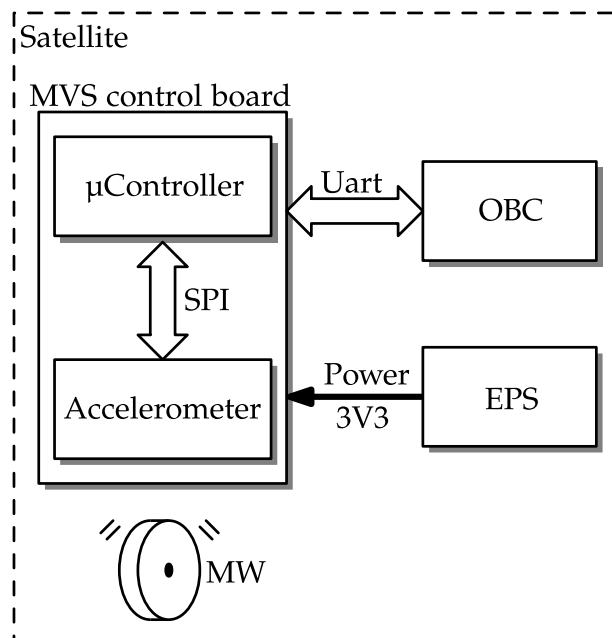 Satellite
MVS control board
µController
Uart
OBC
SPI
Accelerometer
Power
3V3
EPS
MW